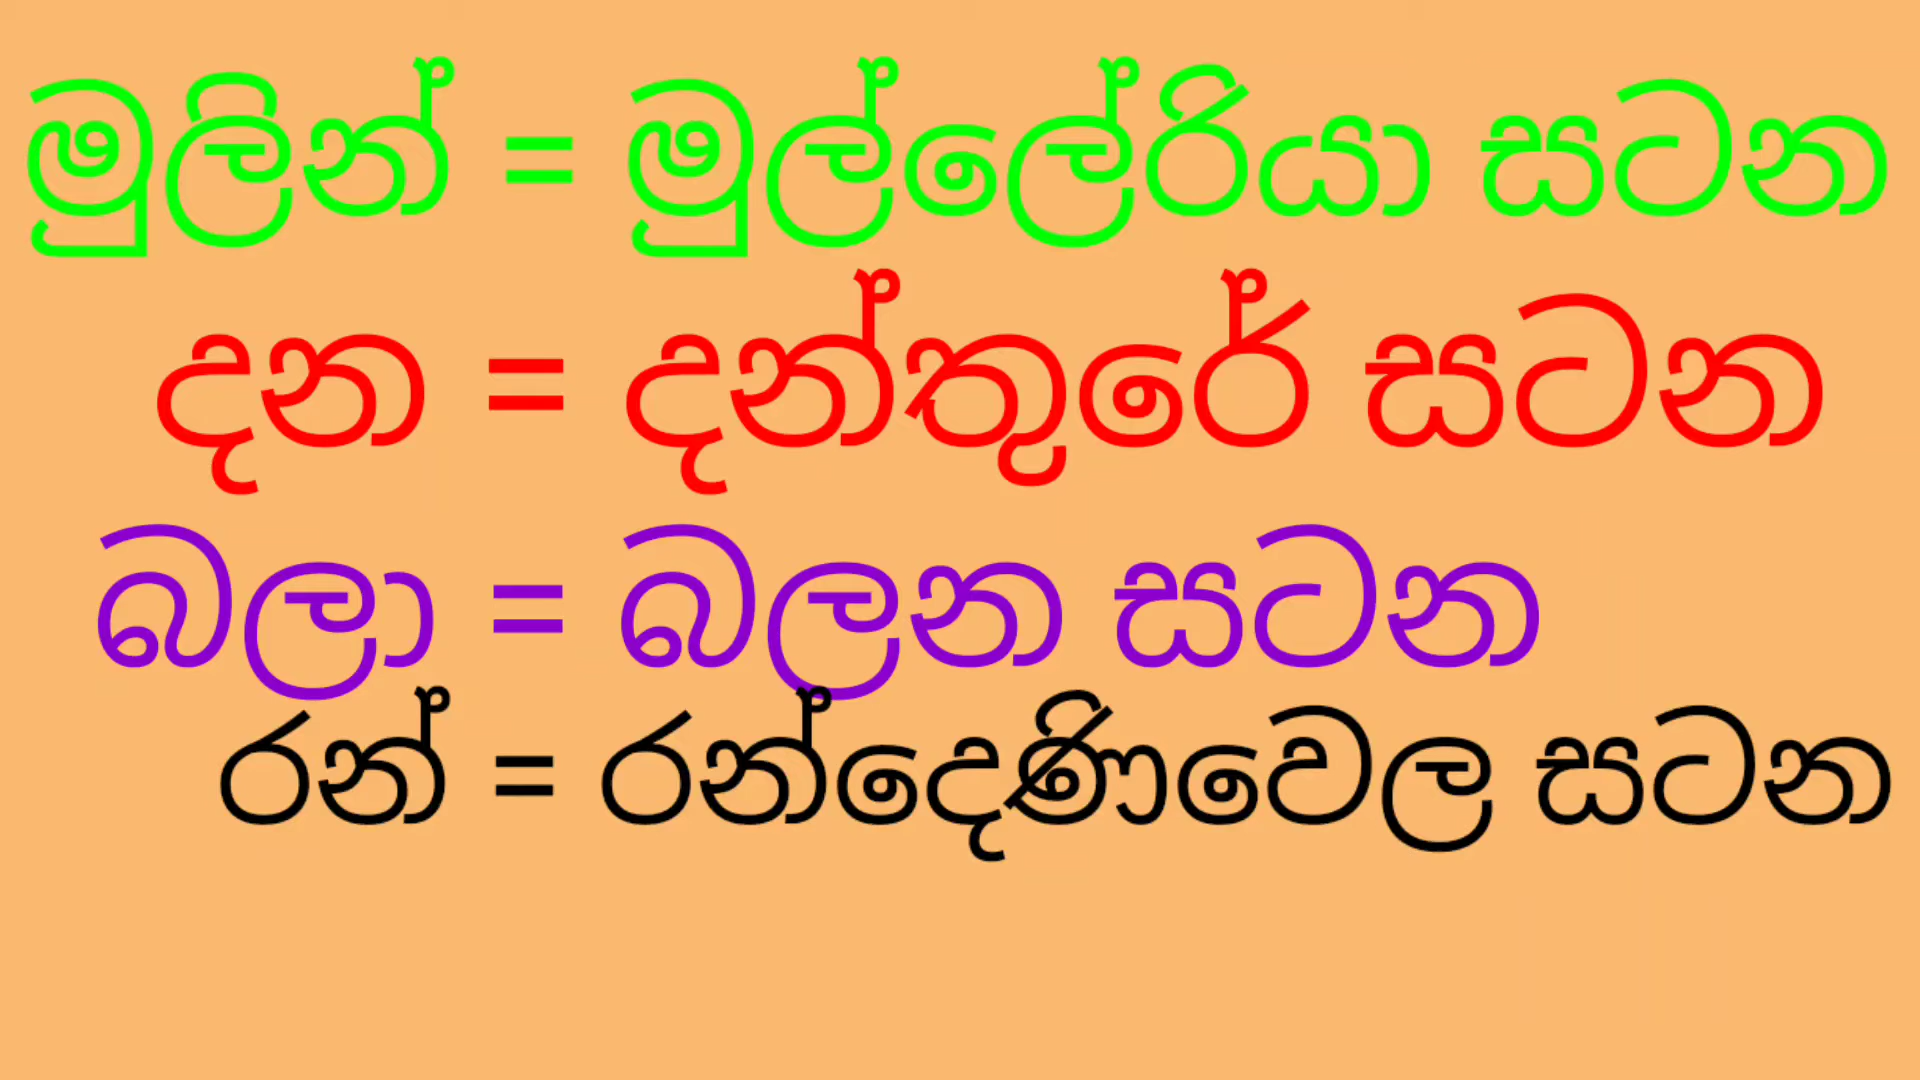 මුලින් = මුල්ලේරියා සටන
දන = දන්තුරේ සටන
බලා = බලන සටන
රන් = රන්දෙණිවෙල සටන